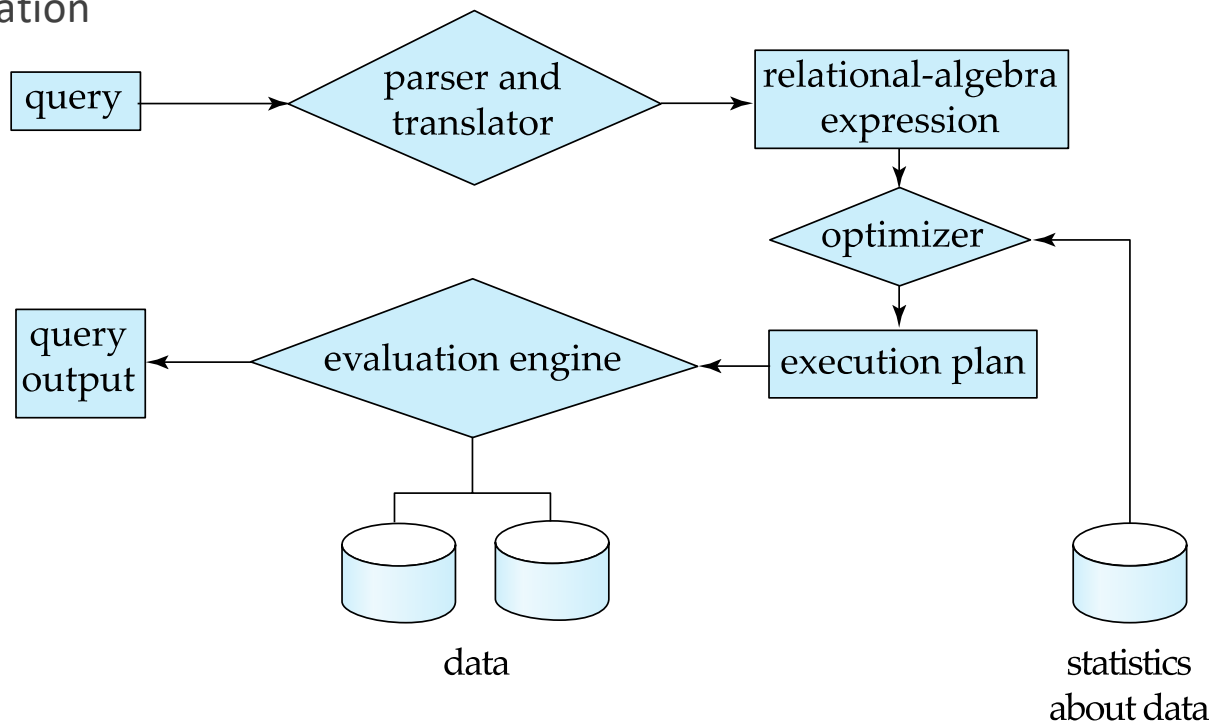 ation
query
parser and
translator
relational-algebra
expression
optimizer
query
output
evaluation engine
execution plan
data
statistics
about data